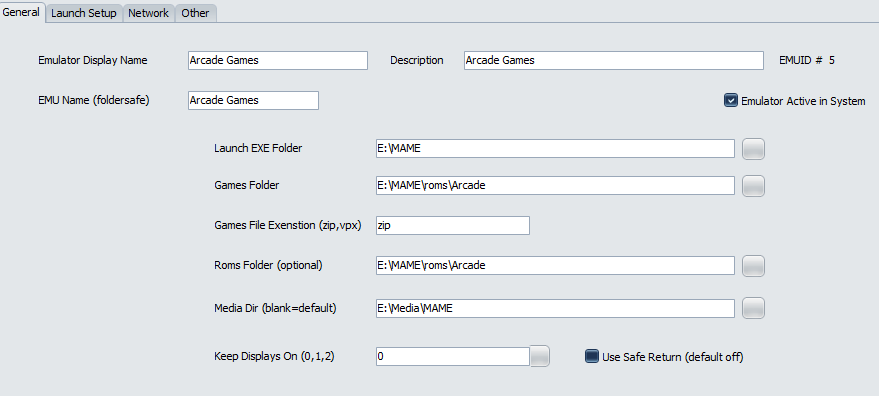 General Launch Setup Network Other
Emulator Display Name Arcade Games Description Arcade Games EMUID # 5
EMU Name (foldersafe) Arcade Games Emulator Active in System
Launch EXE Folder E:\MAME
Games Folder E:\MAME\roms\Arcade
Games File Exenstion (zip,vpx) zip
Roms Folder (optional) E:\MAME\roms\Arcade
Media Dir (blank=default) E:\Media\MAME
Keep Displays On (0,1,2) 0 Use Safe Return (default off)